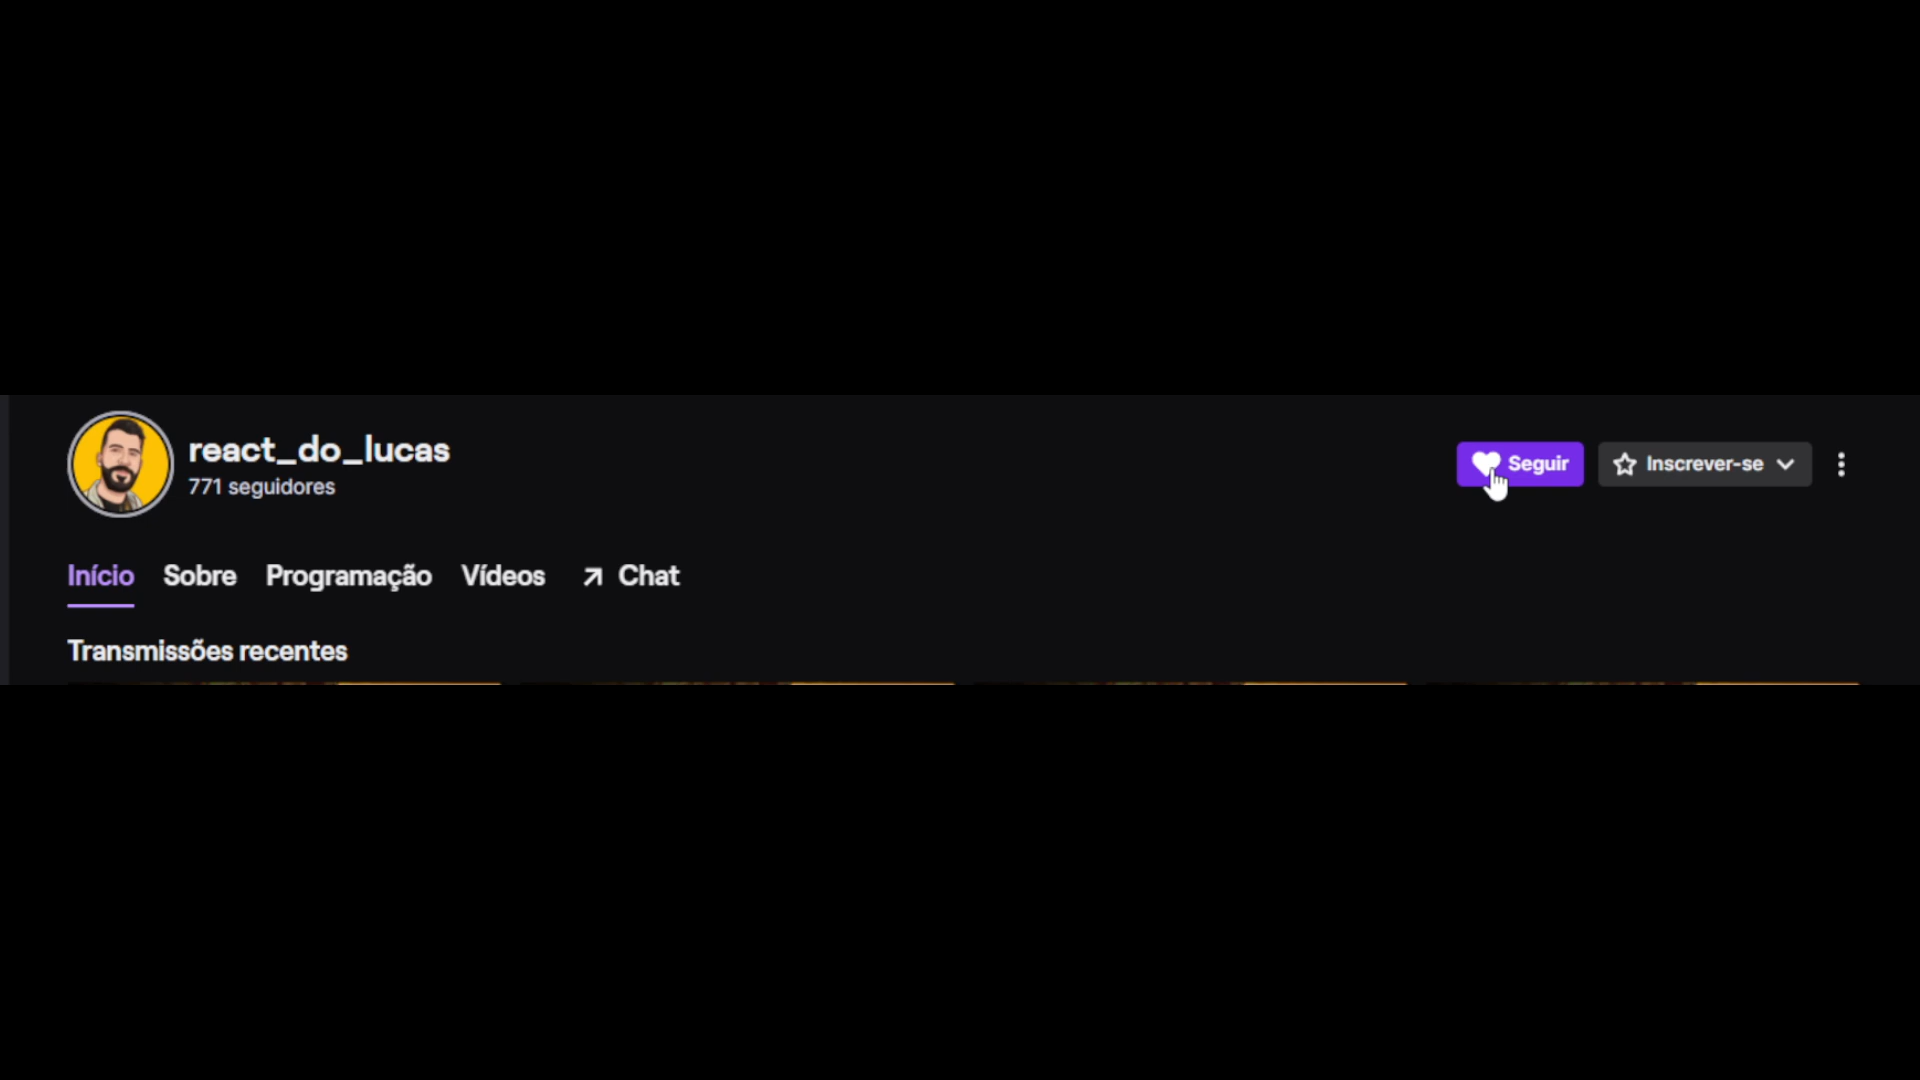 react_do_lucas
771 seguidores
Seguir
Inscrever-se
Início Sobre Programação Vídeos Chat
Transmissões recentes